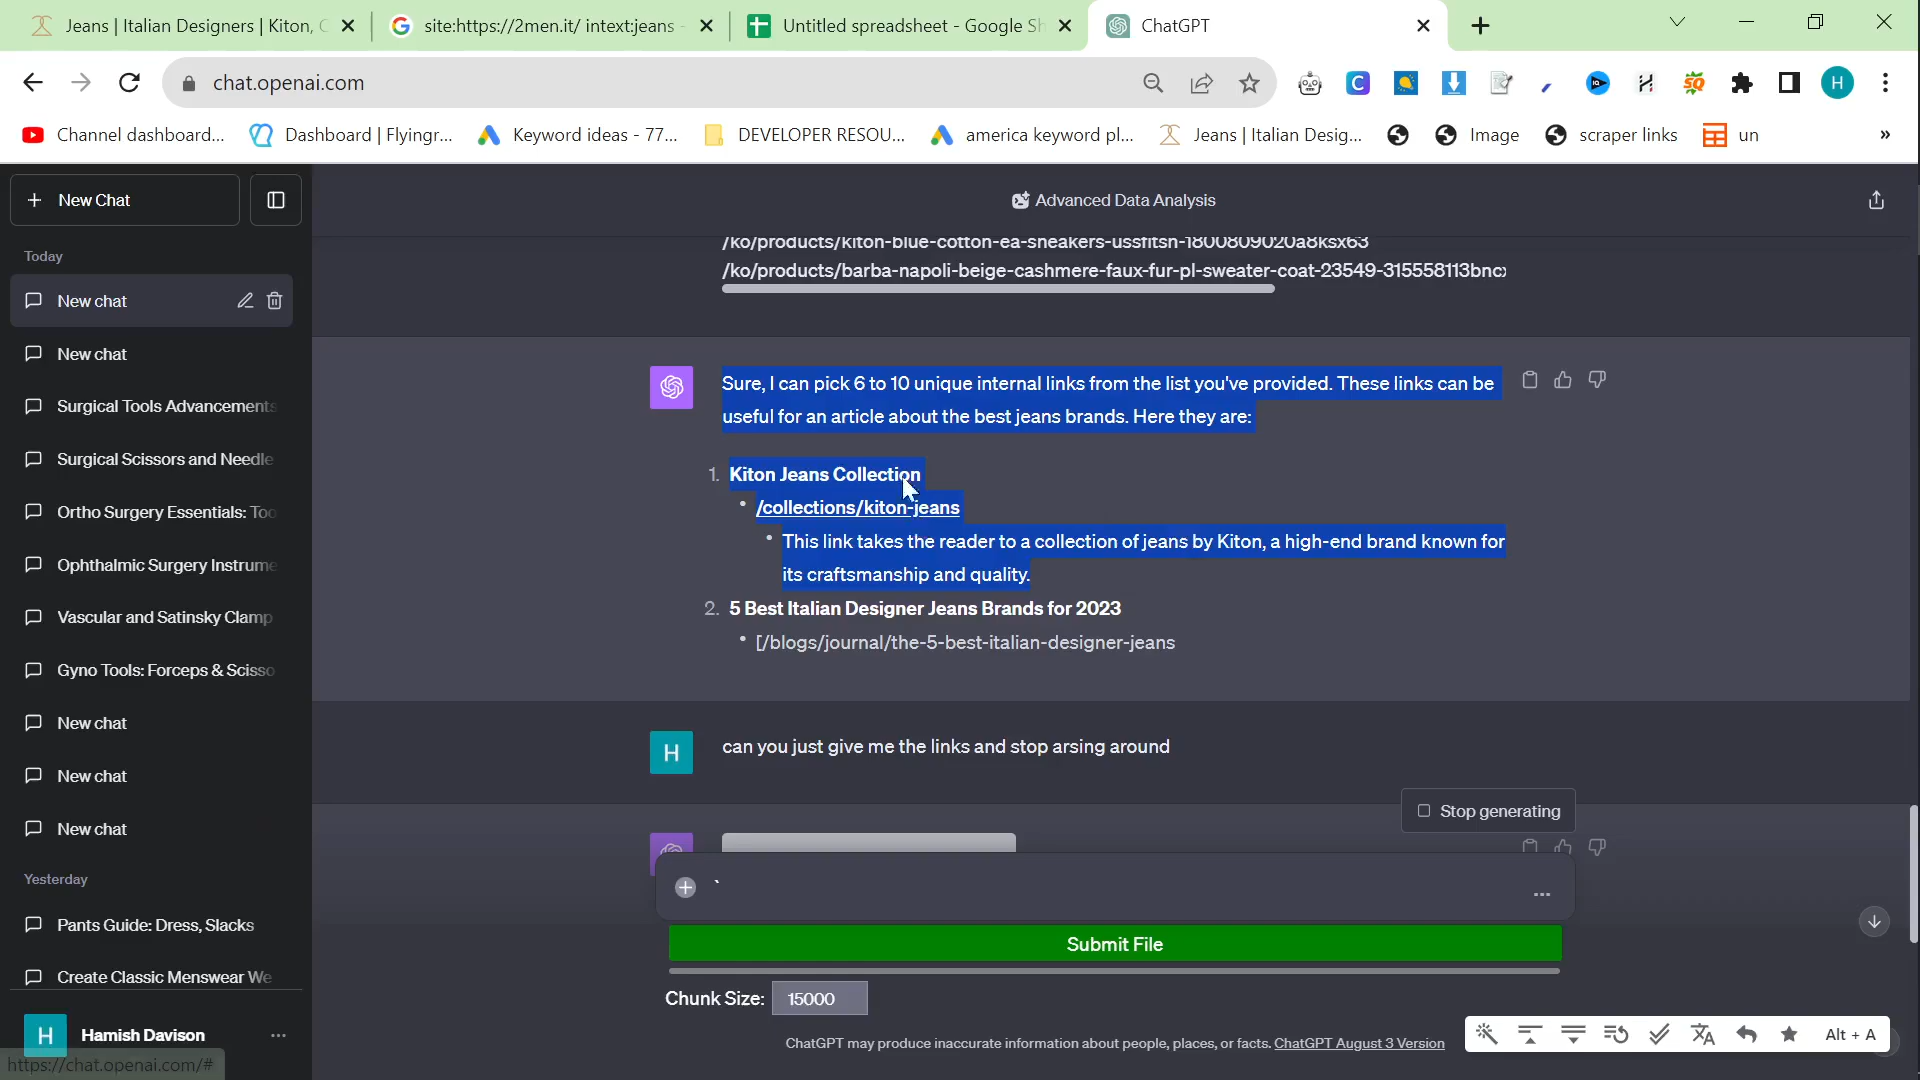 Jeans | Italian Designers | Kiton, C
site:https://2men.it/ intext:jeans -
Untitled spreadsheet - Google Sh
ChatGPT
chat.openai.com
H
Channel dashboard...
Dashboard | Flyingr...
Keyword ideas - 77...
DEVELOPER RESOU...
america keyword pl...
Jeans | Italian Desig...
Image
scraper links
un
»
New Chat
Advanced Data Analysis
Today
New chat
New chat
Surgical Tools Advancements
Surgical Scissors and Needle
Ortho Surgery Essentials: Too
Ophthalmic Surgery Instrume
Vascular and Satinsky Clamp
Gyno Tools: Forceps & Scisso
New chat
New chat
New chat
Yesterday
Pants Guide: Dress, Slacks
Create Classic Menswear We
H
Hamish Davison
https://chat.openai.com/#
/ko/products/kiton-blue-cotton-ea-sneakers-ussfitsn-1800809020a8ksx63
/ko/products/barba-napoli-beige-cashmere-faux-fur-pl-sweater-coat-23549-315558113bnc
Sure, I can pick 6 to 10 unique internal links from the list you've provided. These links can be
useful for an article about the best jeans brands. Here they are:
1. Kiton Jeans Collection
• /collections/kiton-jeans
• This link takes the reader to a collection of jeans by Kiton, a high-end brand known for
its craftsmanship and quality.
2. 5 Best Italian Designer Jeans Brands for 2023
• [/blogs/journal/the-5-best-italian-designer-jeans
H
can you just give me the links and stop arsing around
Stop generating
`
Submit File
Chunk Size: 15000
ChatGPT may produce inaccurate information about people, places, or facts. ChatGPT August 3 Version
Alt + A